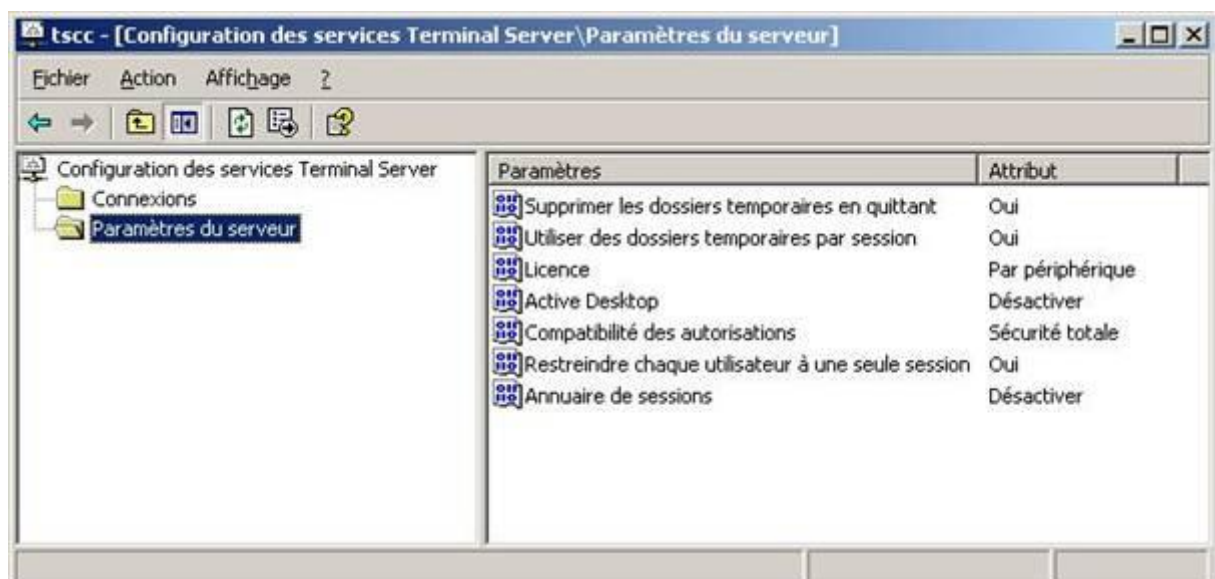 tscc - [Configuration des services Terminal Server\Paramètres du serveur]
Fichier Action Affichage ?
Configuration des services Terminal Server
Connexions
Paramètres du serveur
Paramètres Attribut
Supprimer les dossiers temporaires en quittant Oui
Utiliser des dossiers temporaires par session Oui
Licence Par périphérique
Active Desktop Désactiver
Compatibilité des autorisations Sécurité totale
Restreindre chaque utilisateur à une seule session Oui
Annuaire de sessions Désactiver